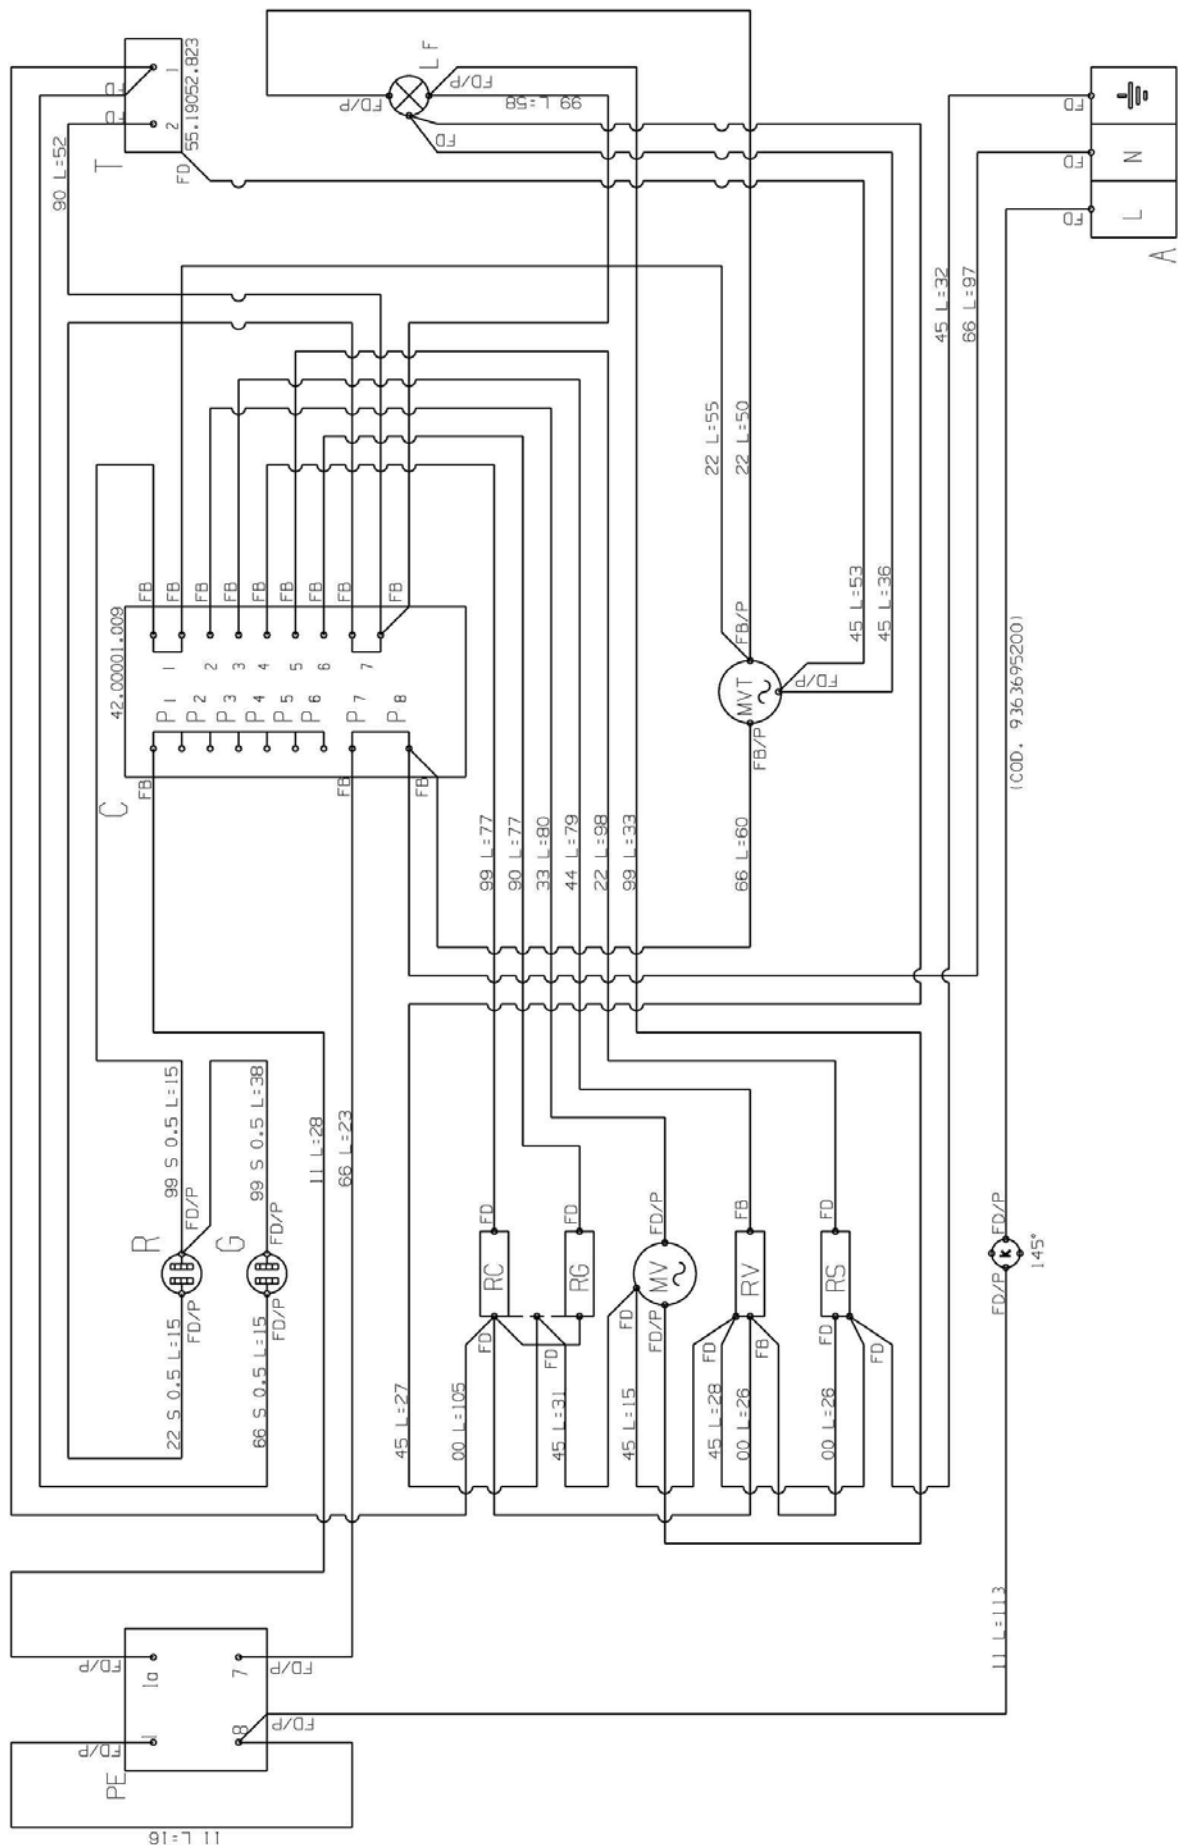 55.19052.823
1
2
FD
FD
T
FD
90 L=52
LF
FD/P
FD/P
FD
99 L=58
FD
FD
FD
N
L
A
45 L=32
66 L=97
22 L=55
22 L=50
FB/P
MVT
FD/P
FB/P
45 L=53
45 L=36
66 L=60
(COD. 9363695200)
42.00001.009
FB
FB
FB
FB
FB
FB
FB
FB
FB
1
2
3
4
5
6
7
P1
P2
P3
P4
P5
P6
P7
P8
C
FB
FB
FB
99 L=77
90 L=77
33 L=80
44 L=79
22 L=98
99 L=33
99 S 0.5 L=15
99 S 0.5 L=38
11 L=28
66 L=23
R
FD/P
FD/P
G
FD/P
FD/P
22 S 0.5 L=15
66 S 0.5 L=15
FD
RC
FD
FD
RG
FD
FD/P
MV
FD
FD/P
FB
RV
FD
FB
FD
RS
FD
FD
FD/P
K
FD/P
145°
45 L=27
00 L=105
45 L=31
45 L=15
45 L=28
00 L=26
00 L=26
11 L=113
FD/P
1a
7
FD/P
FD/P
1
8
FD/P
PE
11 L=16